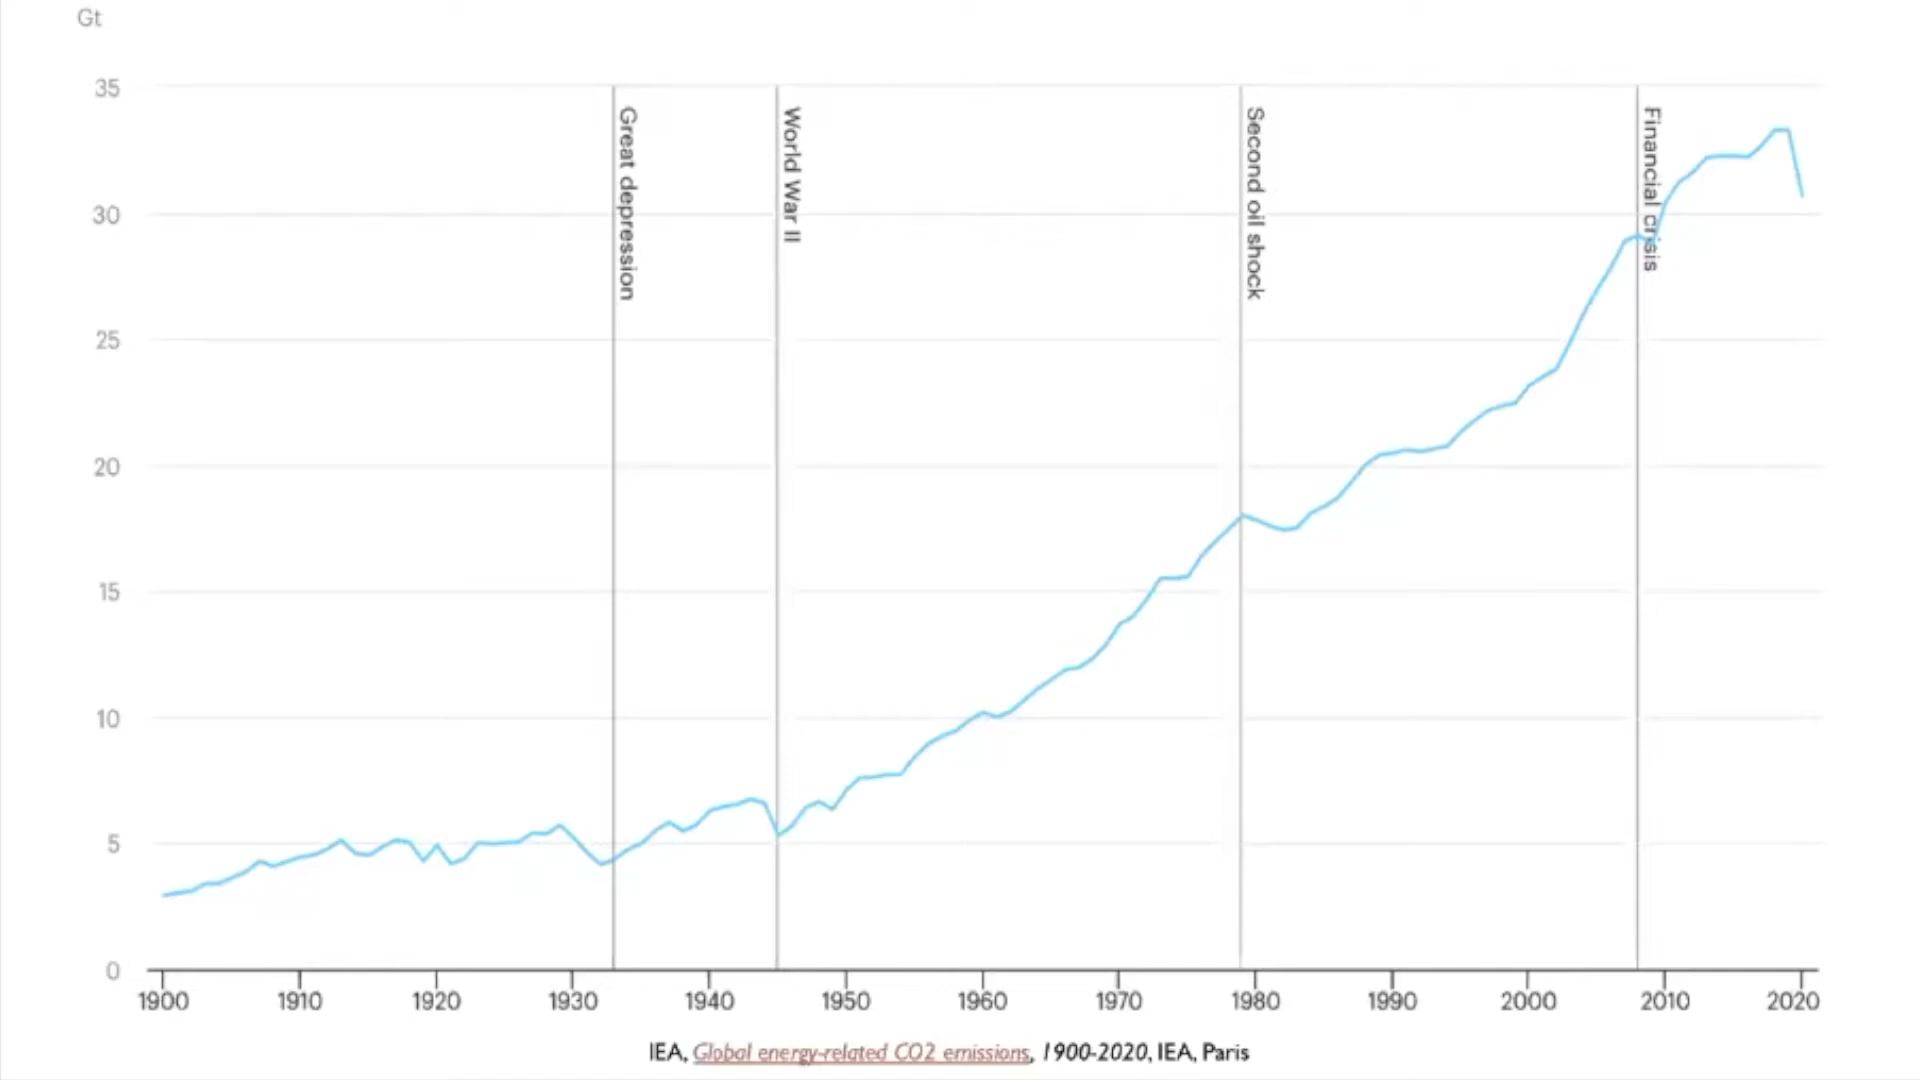 Gt
35
30
25
20
15
10
5
0
Great depression
World War II
Second oil shock
Financial crisis
1900 1910 1920 1930 1940 1950 1960 1970 1980 1990 2000 2010 2020
IEA, Global energy-related CO2 emissions, 1900-2020, IEA, Paris